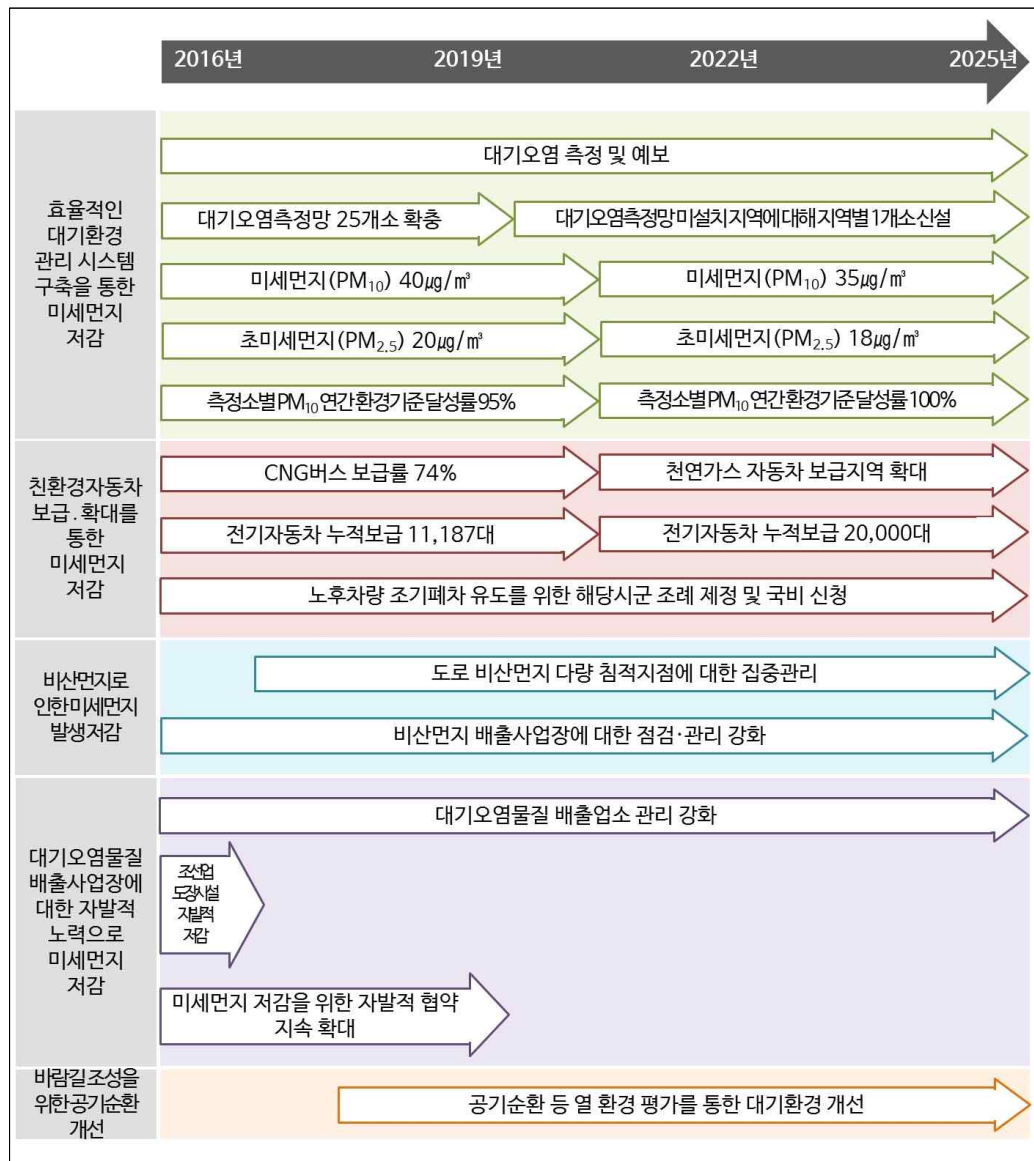 2016년 2019년 2022년 2025년
효율적인
대기환경
관리 시스템
구축을 통한
미세먼지
저감
대기오염 측정 및 예보
대기오염측정망 25개소 확충
대기오염측정망 미설치 지역에 대해 지역별 1개소 신설
미세먼지(PM₁₀) 40㎍/㎥
미세먼지(PM₁₀) 35㎍/㎥
초미세먼지(PM₂.₅) 20㎍/㎥
초미세먼지(PM₂.₅) 18㎍/㎥
측정소별 PM₁₀ 연간 환경기준 달성률 95%
측정소별 PM₁₀ 연간 환경기준 달성률 100%
친환경자동차
보급.확대를
통한
미세먼지
저감
CNG버스 보급률 74%
천연가스 자동차 보급지역 확대
전기자동차 누적보급 11,187대
전기자동차 누적보급 20,000대
노후차량 조기폐차 유도를 위한 해당시군 조례 제정 및 국비 신청
비산먼지로
인한 미세먼지
발생 저감
도로 비산먼지 다량 침적지점에 대한 집중관리
비산먼지 배출사업장에 대한 점검·관리 강화
대기오염물질
배출사업장에
대한 자발적
노력으로
미세먼지
저감
대기오염물질 배출업소 관리 강화
조선업
도장시설
자발적
저감
미세먼지 저감을 위한 자발적 협약
지속 확대
바람길 조성을
위한 공기순환
개선
공기순환 등 열 환경 평가를 통한 대기환경 개선